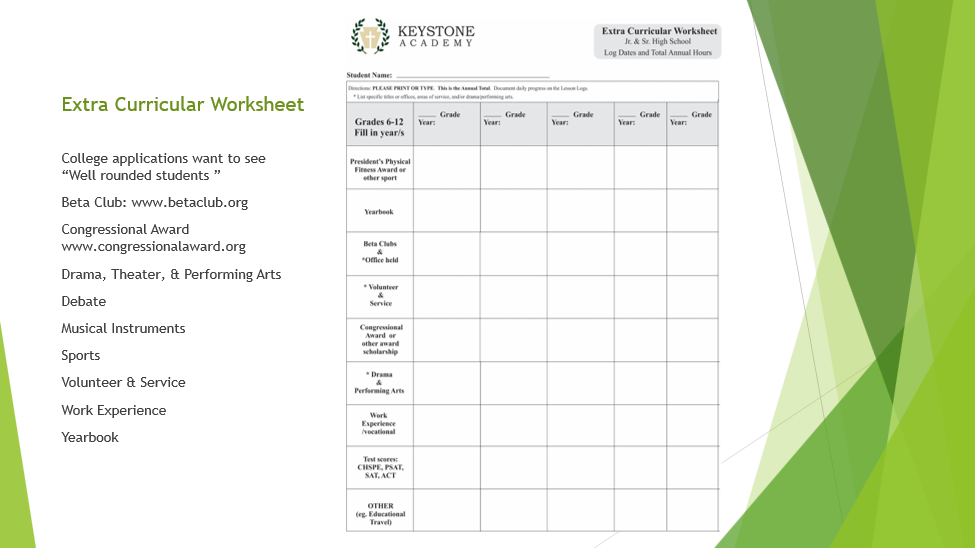 Extra Curricular Worksheet
College applications want to see
“Well rounded students ”
Beta Club: www.betaclub.org
Congressional Award
www.congressionalaward.org
Drama, Theater, & Performing Arts
Debate
Musical Instruments
Sports
Volunteer & Service
Work Experience
Yearbook
KEYSTONE
ACADEMY
Extra Curricular Worksheet
Jr. & Sr. High School
Log Dates and Total Annual Hours
Student Name: ____________________
Directions: PLEASE PRINT OR TYPE. This is the Annual Total. Document daily progress on the Lesson Logs.
* List specific titles or offices, areas of service, and/or drama/performing arts.
Grades 6-12
Fill in year/s
____ Grade
Year:
____ Grade
Year:
____ Grade
Year:
____ Grade
Year:
____ Grade
Year:
President's Physical
Fitness Award or
other sport
Yearbook
Beta Clubs
&
*Office held
* Volunteer
&
Service
Congressional
Award or
other award
scholarship
* Drama
&
Performing Arts
Work
Experience
/vocational
Test scores:
CHSPE, PSAT,
SAT, ACT
OTHER
(eg. Educational
Travel)